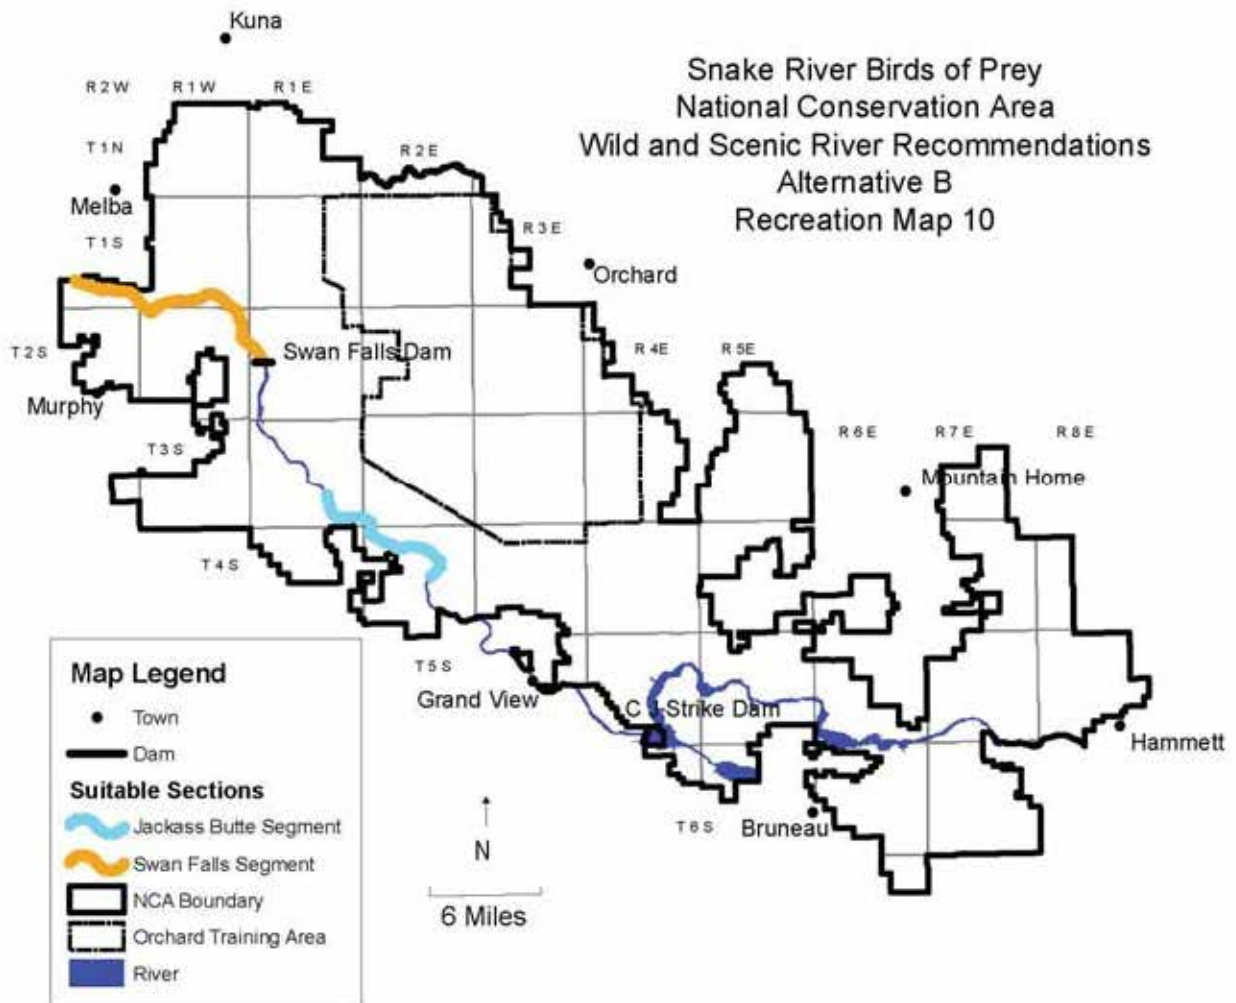 Kuna
Snake River Birds of Prey
National Conservation Area
Wild and Scenic River Recommendations
Alternative B
Recreation Map 10
R 2 W
R 1 W
R 1 E
T 1 N
R 2 E
Melba
T 1 S
R 3 E
Orchard
T 2 S
Swan Falls Dam
R 4E
R 5E
Murphy
T 3 S
R 6 E
R 7 E
R 8 E
Mountain Home
T 4 S
T 5 S
Grand View
C J Strike Dam
Hammett
T 6 S
Bruneau
N
6 Miles
Map Legend
Town
Dam
Suitable Sections
Jackass Butte Segment
Swan Falls Segment
NCA Boundary
Orchard Training Area
River